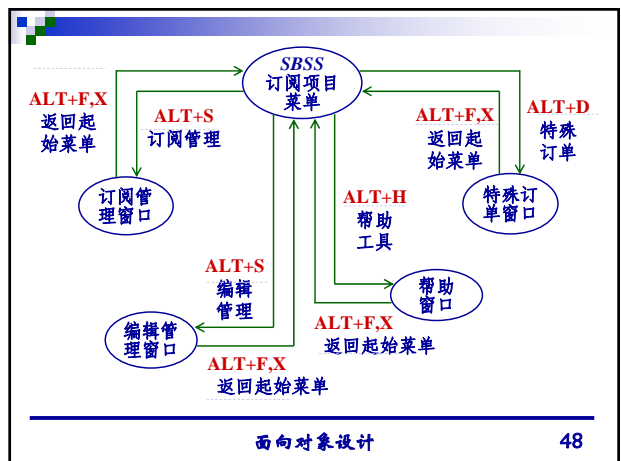 SBSS
订阅项目
菜单
ALT+F,X
返回起
始菜单
ALT+S
订阅管理
ALT+F,X
返回起
始菜单
ALT+D
特殊
订单
订阅管
理窗口
特殊订
单窗口
ALT+H
帮助
工具
ALT+S
编辑
管理
帮助
窗口
编辑管
理窗口
ALT+F,X
返回起始菜单
ALT+F,X
返回起始菜单
面向对象设计
48